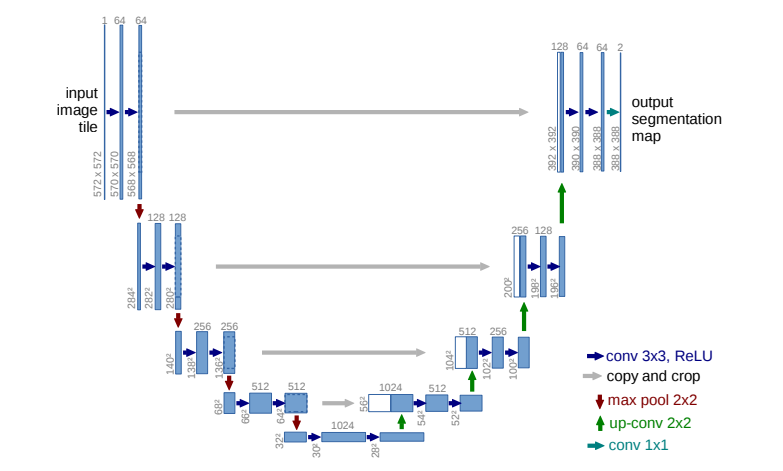 1 64 64
128 64 64 2
input
image
tile
output
segmentation
map
572 x 572
570 x 570
568 x 568
392 x 392
390 x 390
388 x 388
388 x 388
128 128
256 128
284²
282²
280²
200²
198²
196²
256 256
512 256
140²
138²
136²
104²
102²
100²
512 512
1024 512
68²
66²
64²
56²
54²
52²
1024
32²
30²
28²
conv 3x3, ReLU
copy and crop
max pool 2x2
up-conv 2x2
conv 1x1